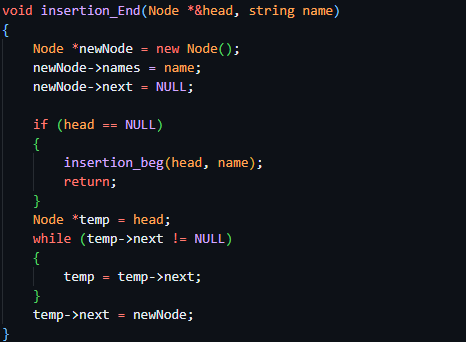 void insertion_End(Node *&head, string name)
{
    Node *newNode = new Node();
    newNode->names = name;
    newNode->next = NULL;

    if (head == NULL)
    {
        insertion_beg(head, name);
        return;
    }
    Node *temp = head;
    while (temp->next != NULL)
    {
        temp = temp->next;
    }
    temp->next = newNode;
}